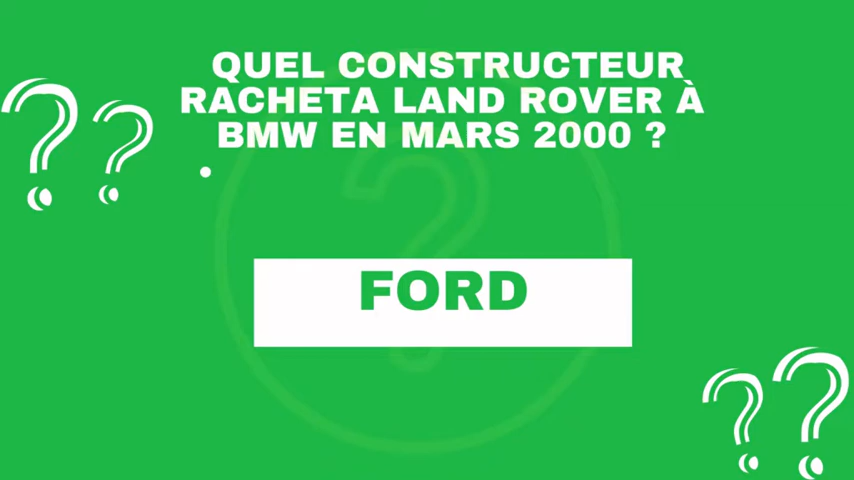 QUEL CONSTRUCTEUR
RACHETA LAND ROVER À
BMW EN MARS 2000 ?
FORD